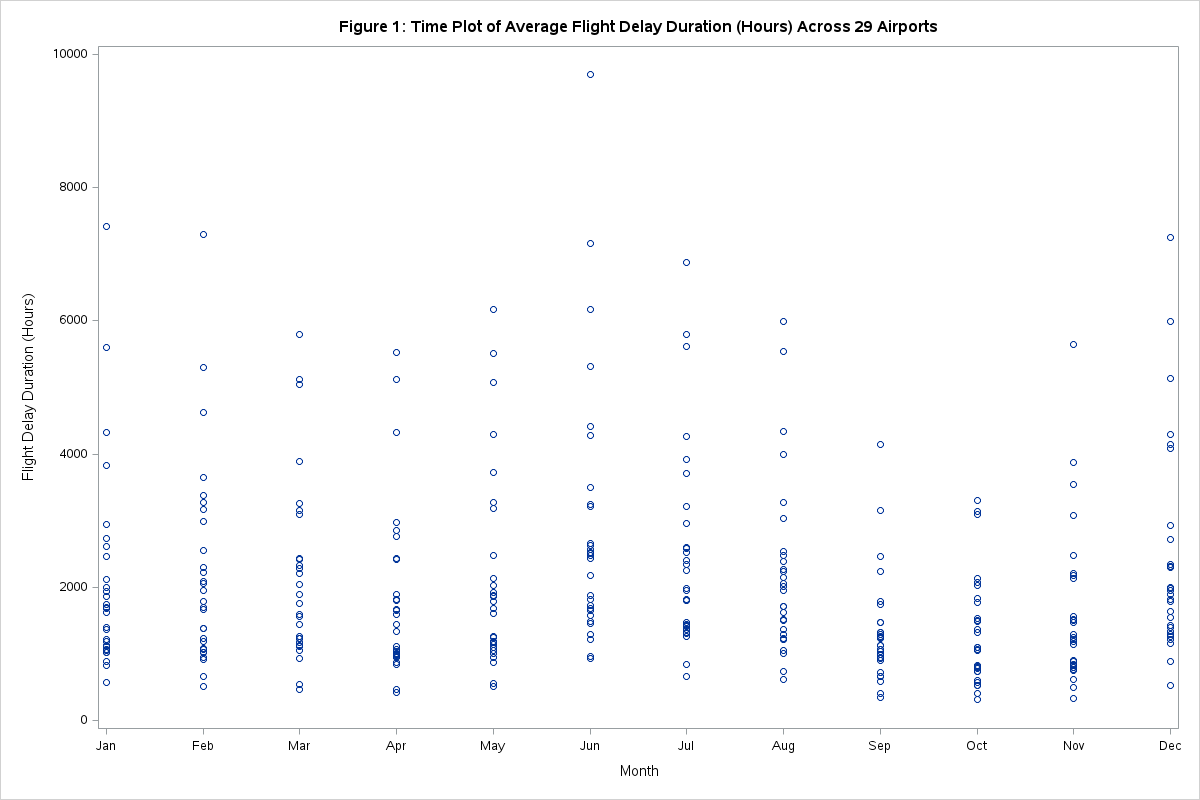 Figure 1: Time Plot of Average Flight Delay Duration (Hours) Across 29 Airports
10000
8000
6000
4000
2000
0
Flight Delay Duration (Hours)
Jan Feb Mar Apr May Jun Jul Aug Sep Oct Nov Dec
Month